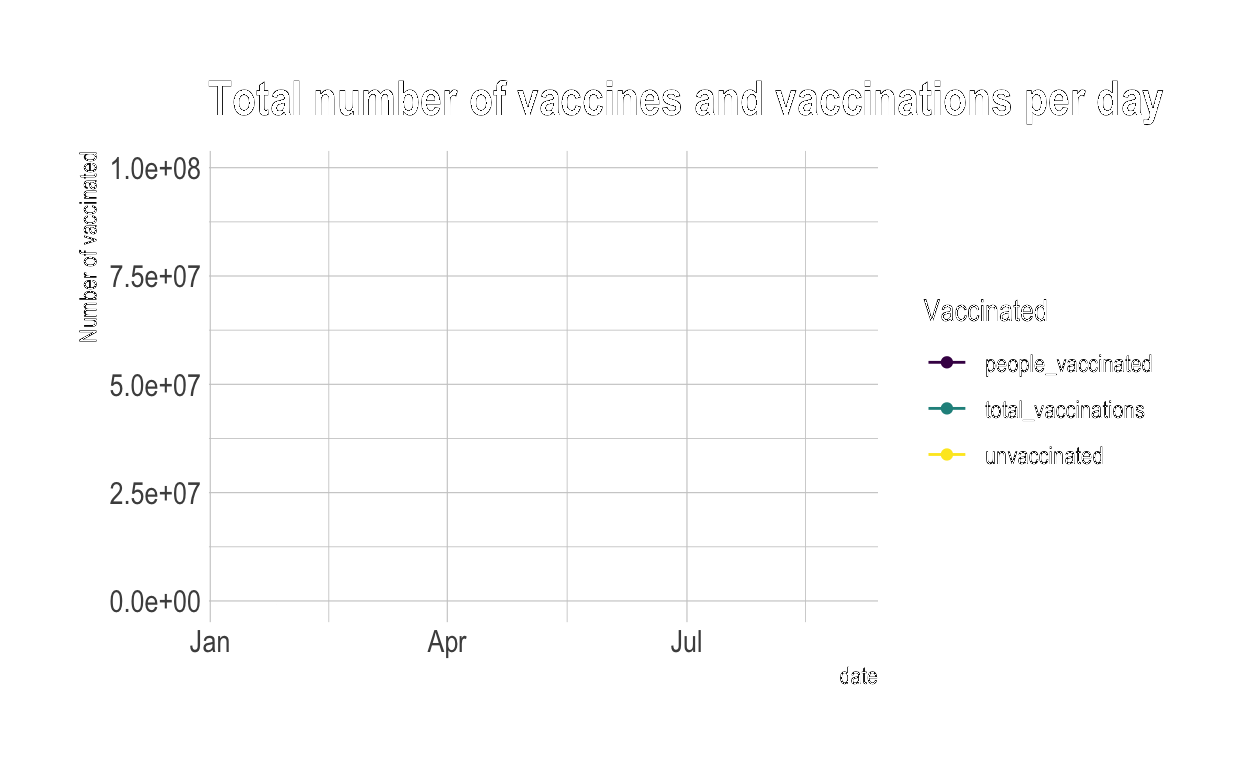 Total number of vaccines and vaccinations per day
Number of vaccinated
1.0e+08
7.5e+07
5.0e+07
2.5e+07
0.0e+00
Jan
Apr
Jul
date
Vaccinated
people_vaccinated
total_vaccinations
unvaccinated